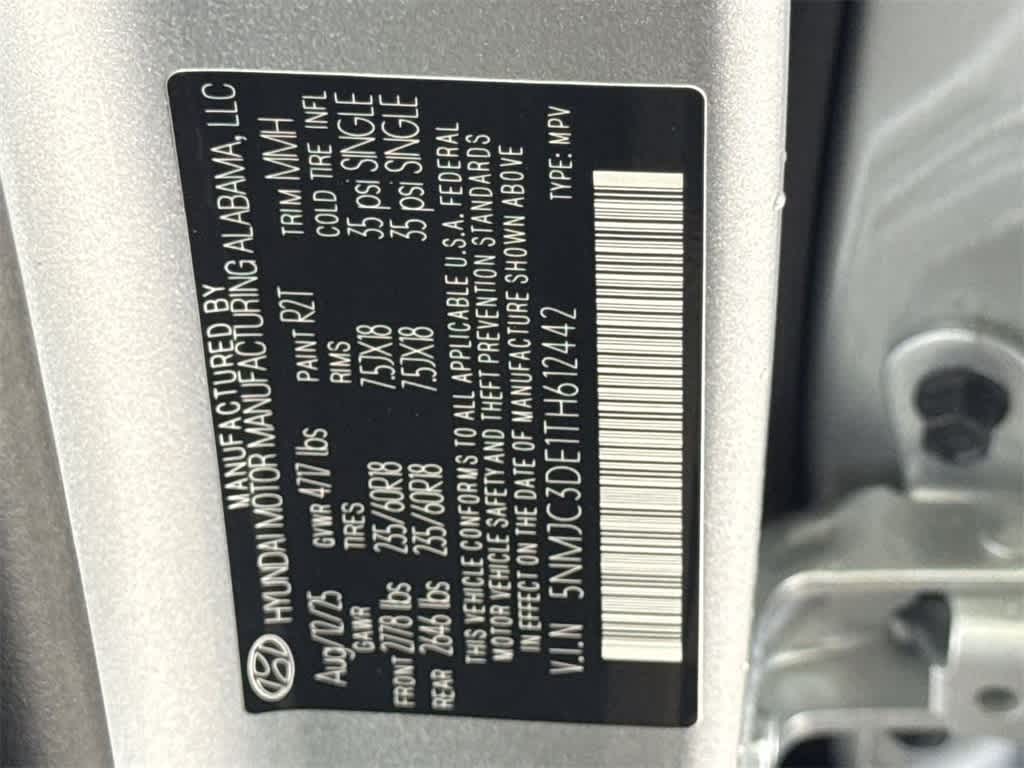 MANUFACTURED BY
HYUNDAI MOTOR MANUFACTURING ALABAMA, LLC
Aug/12/25 GVWR 4717 lbs PAINT R2T TRIM MMH
GAWR TIRES RIMS COLD TIRE INFL
FRONT 2778 lbs 235/60R18 7.5JX18 35 psi SINGLE
REAR 2646 lbs 235/60R18 7.5JX18 35 psi SINGLE
THIS VEHICLE CONFORMS TO ALL APPLICABLE U.S.A. FEDERAL
MOTOR VEHICLE SAFETY AND THEFT PREVENTION STANDARDS
IN EFFECT ON THE DATE OF MANUFACTURE SHOWN ABOVE
V.I.N 5NMJC3DE1TH612442 TYPE: MPV